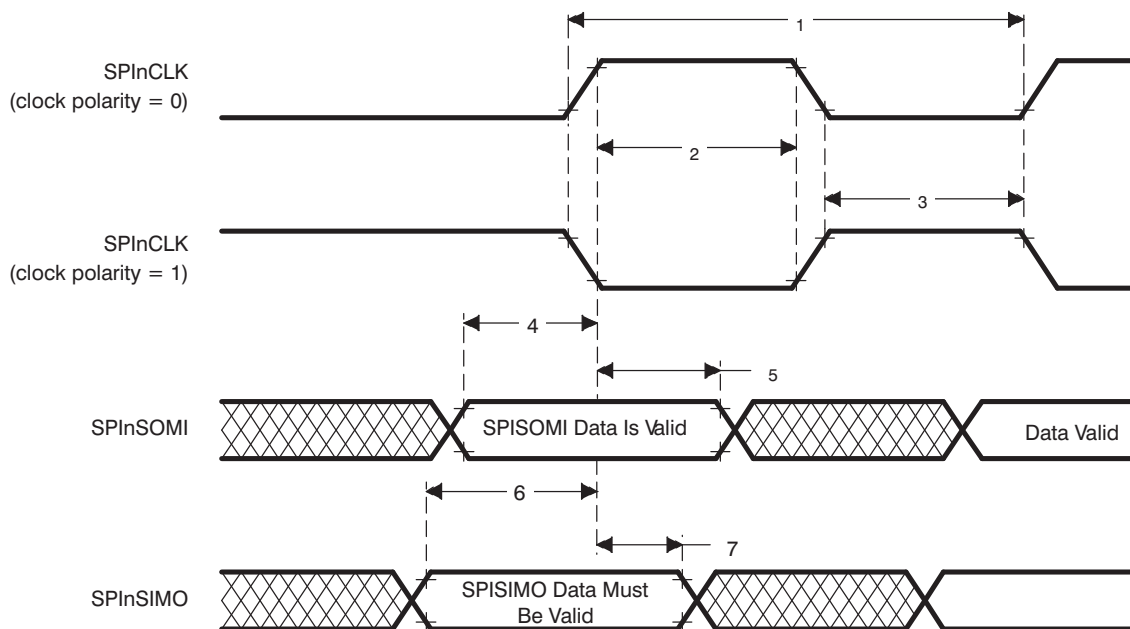 1
SPInCLK
(clock polarity = 0)
2
3
SPInCLK
(clock polarity = 1)
4
5
SPInSOMI
SPISOMI Data Is Valid
Data Valid
6
7
SPInSIMO
SPISIMO Data Must
Be Valid